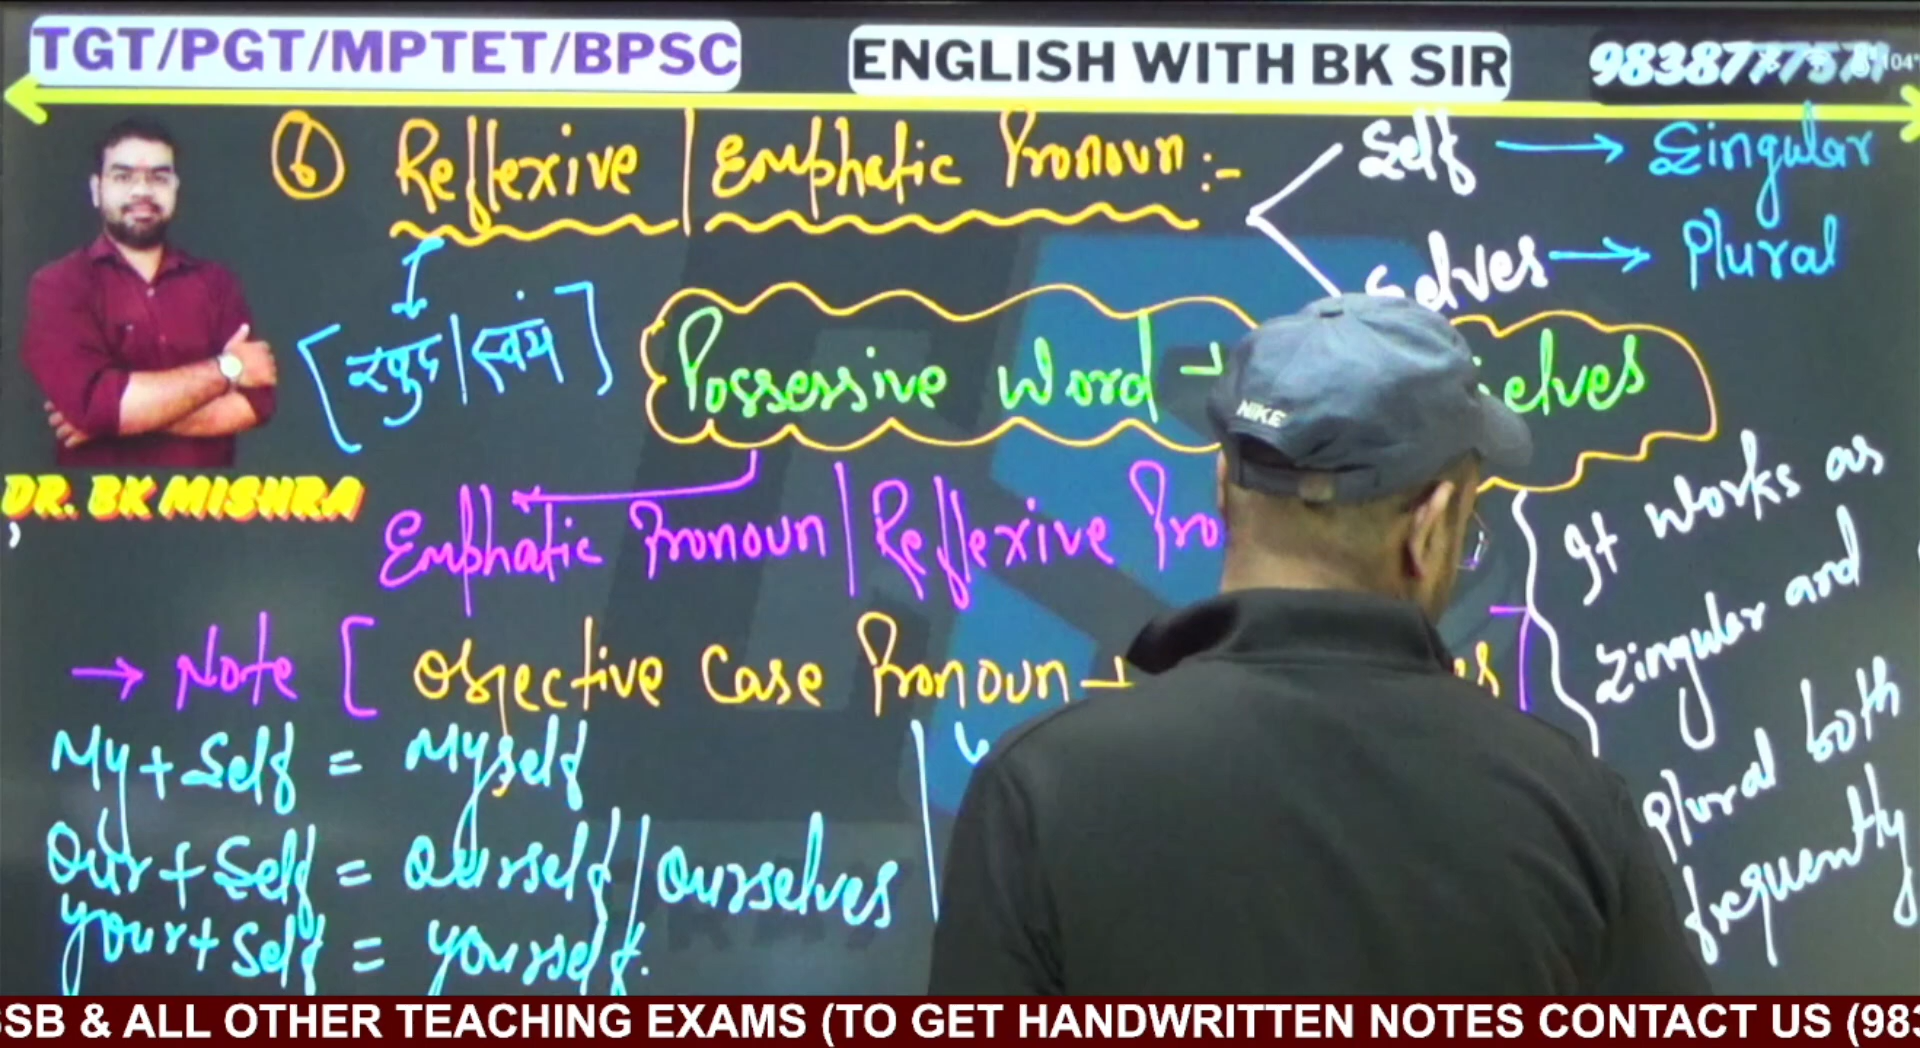 TGT/PGT/MPTET/BPSC
ENGLISH WITH BK SIR
6 Reflexive | Emphatic Pronoun :-
Self → Singular
Selves → Plural
[खुद | स्वयं]
Possessive Word + elves
DR. BK MISHRA
Emphatic Pronoun | Reflexive Pro
It works as
Singular and
Plural both
frequently
→ Note [ Objective Case Pronoun +
My + Self = Myself
Our + Self = Ourself / Ourselves
Your + Self = Yourself.
SSB & ALL OTHER TEACHING EXAMS (TO GET HANDWRITTEN NOTES CONTACT US (983